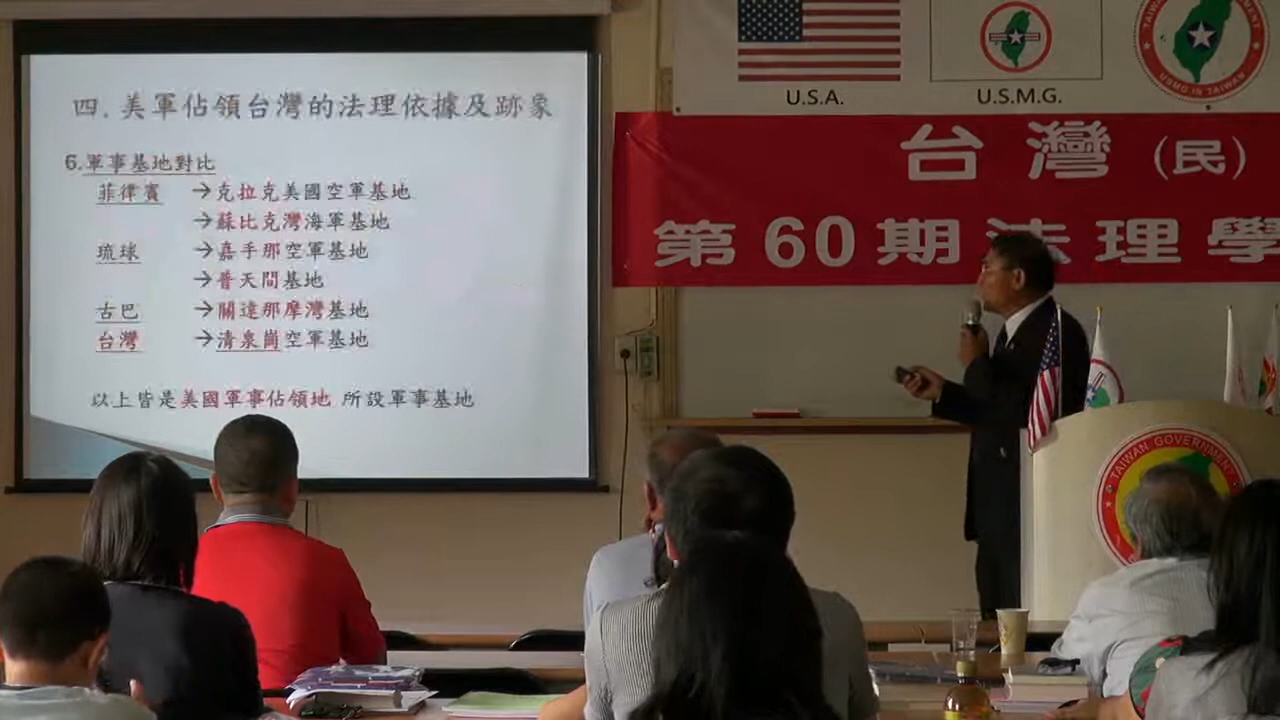 四. 美軍佔領台灣的法理依據及跡象
6.軍事基地對比
菲律賓 →克拉克美國空軍基地
→蘇比克灣海軍基地
琉球 →嘉手那空軍基地
→普天間基地
古巴 →關達那摩灣基地
台灣 →清泉崗空軍基地
以上皆是美國軍事佔領地 所設軍事基地
U.S.A.
U.S.M.G.
TAIWAN GOVERNMENT
USMG IN TAIWAN
台灣(民)
第60期法理學
TAIWAN GOVERNMENT